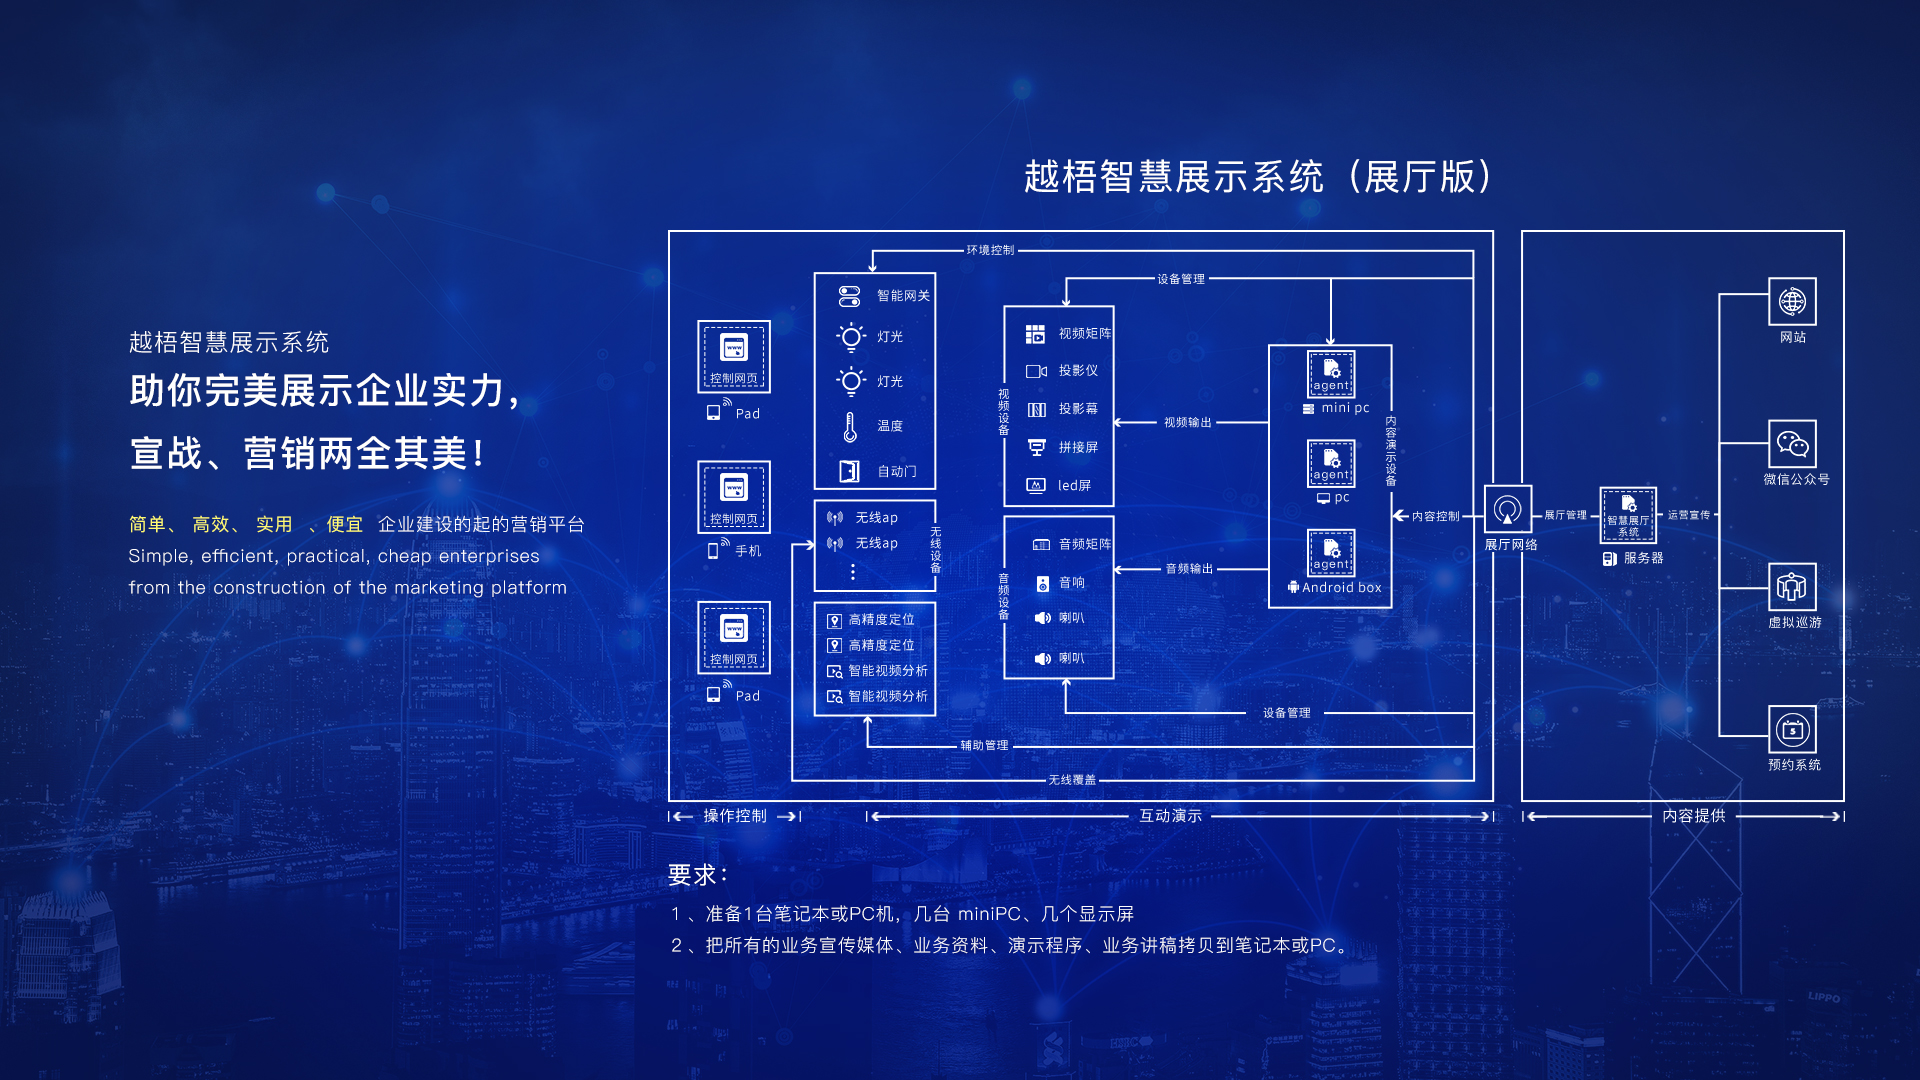 越梧智慧展示系统（展厅版）
越梧智慧展示系统
助你完美展示企业实力，
宣战、营销两全其美！
简单、 高效、 实用 、便宜 企业建设的起的营销平台
Simple, efficient, practical, cheap enterprises
from the construction of the marketing platform
控制网页
Pad
控制网页
手机
控制网页
Pad
环境控制
智能网关
灯光
灯光
温度
自动门
无线ap
无线ap
无线设备
高精度定位
高精度定位
智能视频分析
智能视频分析
设备管理
视频设备
视频矩阵
投影仪
投影幕
拼接屏
led屏
音频设备
音频矩阵
音响
喇叭
喇叭
视频输出
音频输出
agent
mini pc
agent
pc
agent
Android box
内容演示设备
内容控制
设备管理
辅助管理
无线覆盖
展厅网络
展厅管理
智慧展厅
系统
服务器
运营宣传
网站
微信公众号
虚拟巡游
5
预约系统
操作控制
互动演示
内容提供
要求：
1 、准备1台笔记本或PC机，几台 miniPC、几个显示屏
2 、把所有的业务宣传媒体、业务资料、演示程序、业务讲稿拷贝到笔记本或PC。
LIPPO